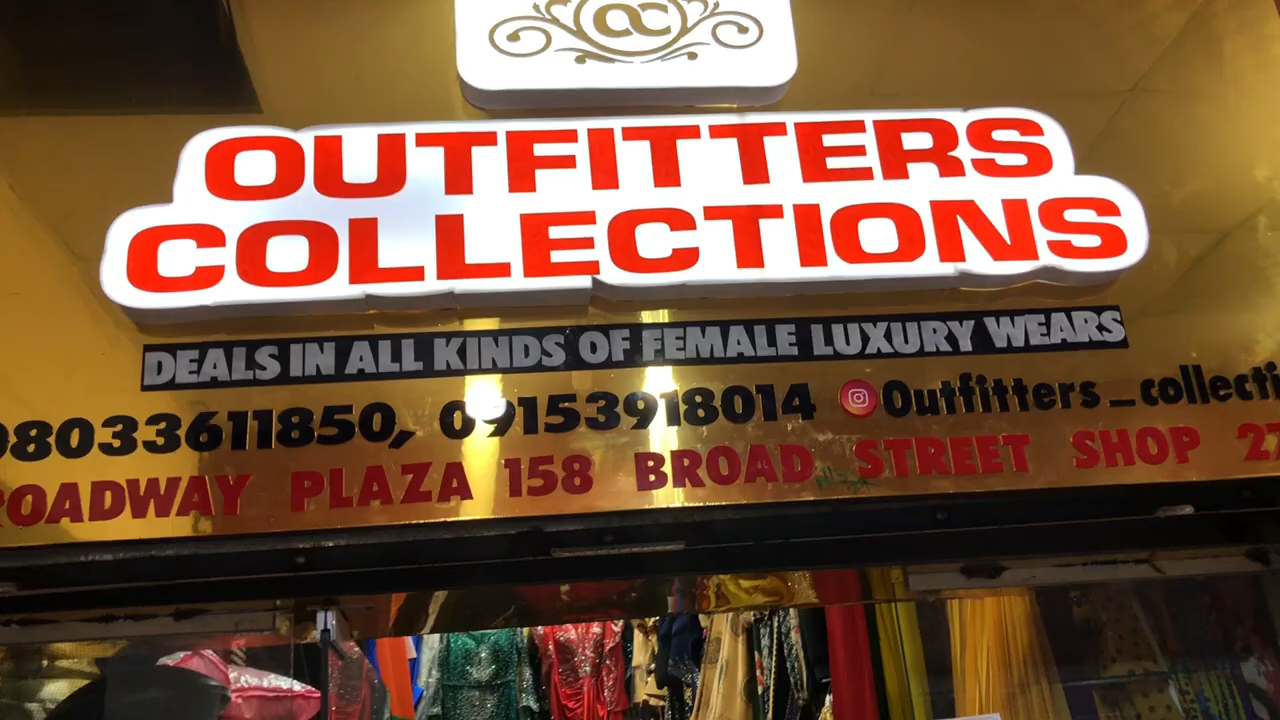 OC
OUTFITTERS
COLLECTIONS
DEALS IN ALL KINDS OF FEMALE LUXURY WEARS
08033611850, 09153918014 Outfitters_collecti
ROADWAY PLAZA 158 BROAD STREET SHOP 27